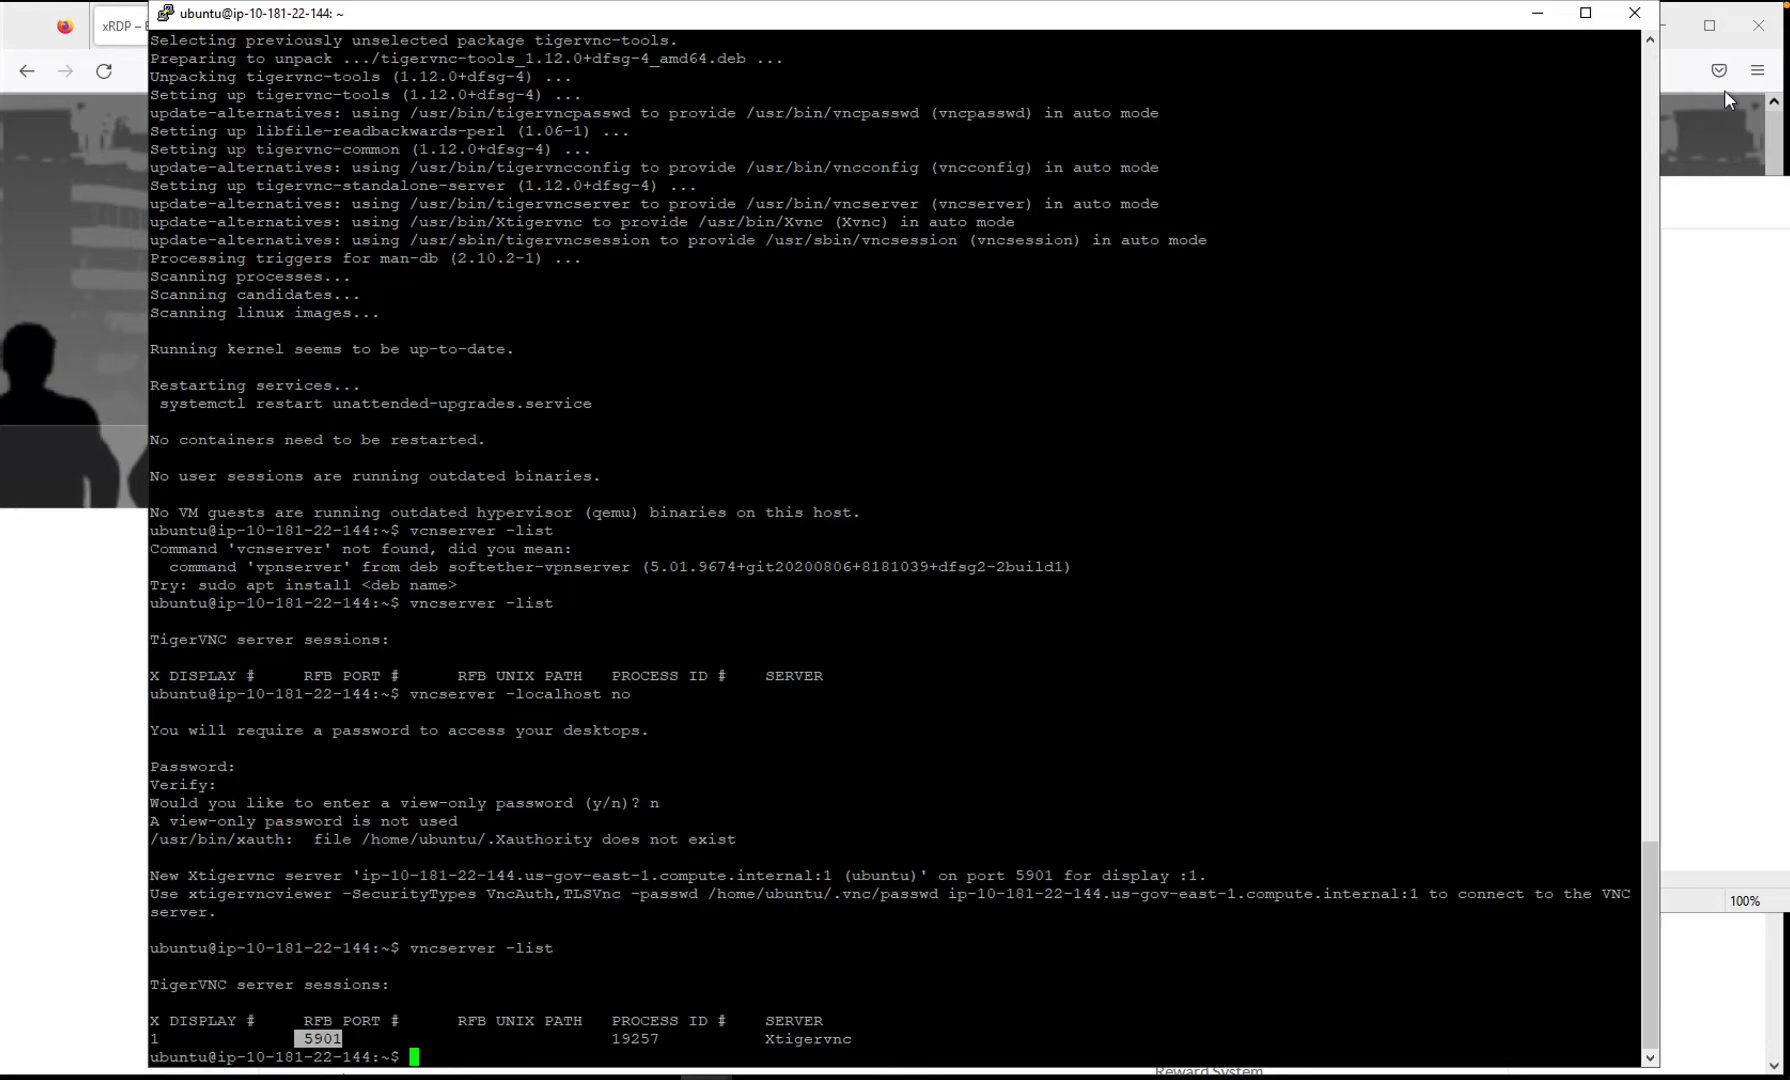 xRDP – E
ubuntu@ip-10-181-22-144: ~
Selecting previously unselected package tigervnc-tools.
Preparing to unpack .../tigervnc-tools_1.12.0+dfsg-4_amd64.deb ...
Unpacking tigervnc-tools (1.12.0+dfsg-4) ...
Setting up tigervnc-tools (1.12.0+dfsg-4) ...
update-alternatives: using /usr/bin/tigervncpasswd to provide /usr/bin/vncpasswd (vncpasswd) in auto mode
Setting up libfile-readbackwards-perl (1.06-1) ...
Setting up tigervnc-common (1.12.0+dfsg-4) ...
update-alternatives: using /usr/bin/tigervncconfig to provide /usr/bin/vncconfig (vncconfig) in auto mode
Setting up tigervnc-standalone-server (1.12.0+dfsg-4) ...
update-alternatives: using /usr/bin/tigervncserver to provide /usr/bin/vncserver (vncserver) in auto mode
update-alternatives: using /usr/bin/Xtigervnc to provide /usr/bin/Xvnc (Xvnc) in auto mode
update-alternatives: using /usr/sbin/tigervncsession to provide /usr/sbin/vncsession (vncsession) in auto mode
Processing triggers for man-db (2.10.2-1) ...
Scanning processes...
Scanning candidates...
Scanning linux images...
Running kernel seems to be up-to-date.
Restarting services...
systemctl restart unattended-upgrades.service
No containers need to be restarted.
No user sessions are running outdated binaries.
No VM guests are running outdated hypervisor (qemu) binaries on this host.
ubuntu@ip-10-181-22-144:~$ vcnserver -list
Command 'vcnserver' not found, did you mean:
command 'vpnserver' from deb softether-vpnserver (5.01.9674+git20200806+8181039+dfsg2-2build1)
Try: sudo apt install <deb name>
ubuntu@ip-10-181-22-144:~$ vncserver -list
TigerVNC server sessions:
X DISPLAY # RFB PORT # RFB UNIX PATH PROCESS ID # SERVER
ubuntu@ip-10-181-22-144:~$ vncserver -localhost no
You will require a password to access your desktops.
Password:
Verify:
Would you like to enter a view-only password (y/n)? n
A view-only password is not used
/usr/bin/xauth: file /home/ubuntu/.Xauthority does not exist
New Xtigervnc server 'ip-10-181-22-144.us-gov-east-1.compute.internal:1 (ubuntu)' on port 5901 for display :1.
Use xtigervncviewer -SecurityTypes VncAuth,TLSVnc -passwd /home/ubuntu/.vnc/passwd ip-10-181-22-144.us-gov-east-1.compute.internal:1 to connect to the VNC
server.
ubuntu@ip-10-181-22-144:~$ vncserver -list
TigerVNC server sessions:
X DISPLAY # RFB PORT # RFB UNIX PATH PROCESS ID # SERVER
1 5901 19257 Xtigervnc
ubuntu@ip-10-181-22-144:~$
100%
Reward System